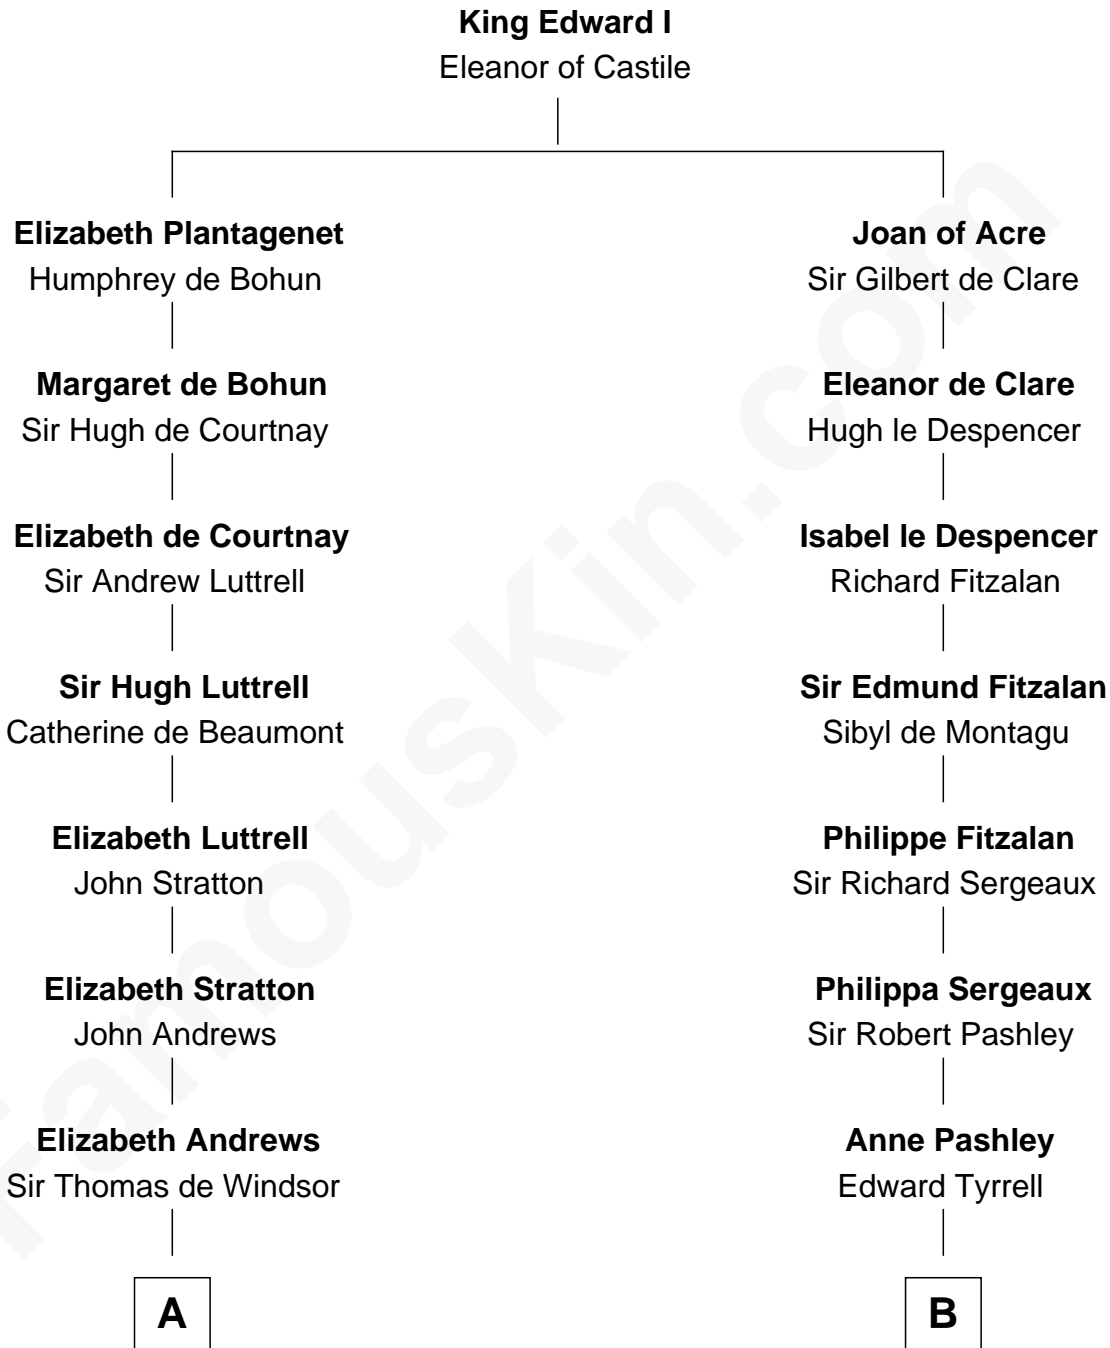 King Edward I
Eleanor of Castile
Elizabeth Plantagenet
Humphrey de Bohun
Joan of Acre
Sir Gilbert de Clare
Margaret de Bohun
Sir Hugh de Courtnay
Eleanor de Clare
Hugh le Despencer
Elizabeth de Courtnay
Sir Andrew Luttrell
Isabel le Despencer
Richard Fitzalan
Sir Hugh Luttrell
Catherine de Beaumont
Sir Edmund Fitzalan
Sibyl de Montagu
Elizabeth Luttrell
John Stratton
Philippe Fitzalan
Sir Richard Sergeaux
Elizabeth Stratton
John Andrews
Philippa Sergeaux
Sir Robert Pashley
Elizabeth Andrews
Sir Thomas de Windsor
Anne Pashley
Edward Tyrrell
A
B
FamousKin.com